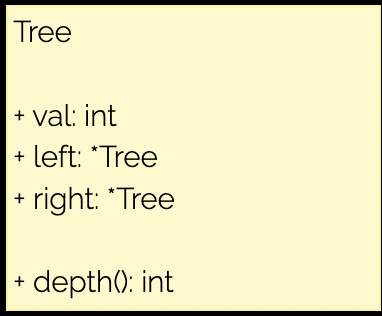 Tree
+ val: int
+ left: *Tree
+ right: *Tree
+ depth(): int